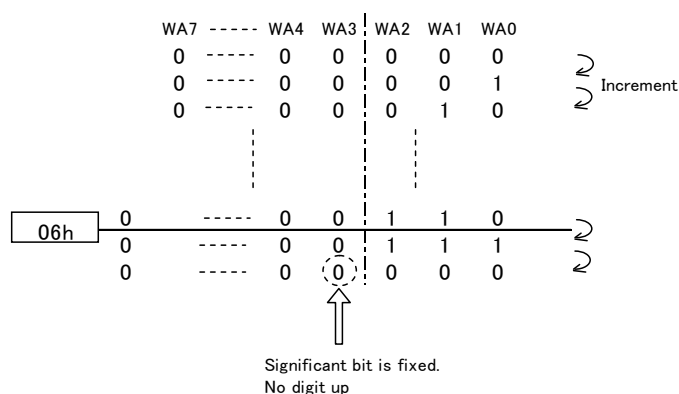 WA7 ----- WA4 WA3 WA2 WA1 WA0
0 ----- 0 0 0 0 0
0 ----- 0 0 0 0 1
Increment
0 ----- 0 0 0 1 0
06h
0 ----- 0 0 1 1 0
0 ----- 0 0 1 1 1
0 ----- 0 0 0 0 0
Significant bit is fixed.
No digit up